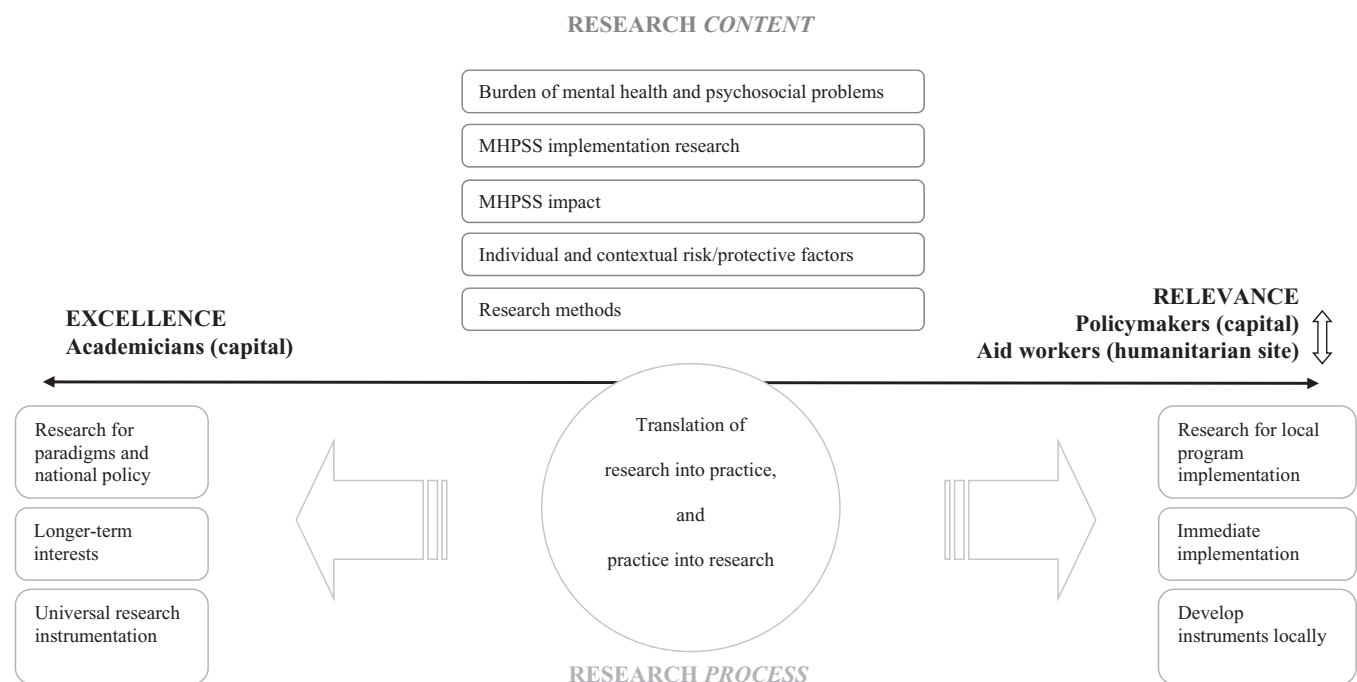 RESEARCH CONTENT
Burden of mental health and psychosocial problems
MHPSS implementation research
MHPSS impact
Individual and contextual risk/protective factors
Research methods
EXCELLENCE
Academicians (capital)
RELEVANCE
Policymakers (capital)
Aid workers (humanitarian site)
Research for
paradigms and
national policy
Longer-term
interests
Universal research
instrumentation
Translation of
research into practice,
and
practice into research
Research for local
program
implementation
Immediate
implementation
Develop
instruments locally
RESEARCH PROCESS